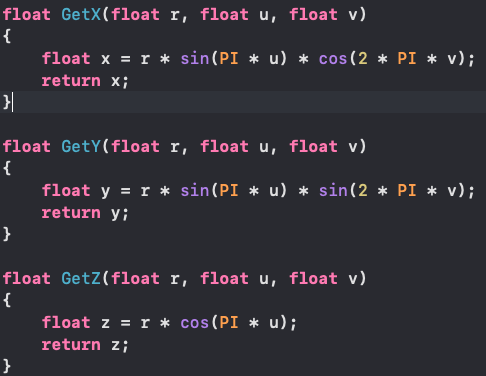 float GetX(float r, float u, float v)
{
    float x = r * sin(PI * u) * cos(2 * PI * v);
    return x;
}
float GetY(float r, float u, float v)
{
    float y = r * sin(PI * u) * sin(2 * PI * v);
    return y;
}
float GetZ(float r, float u, float v)
{
    float z = r * cos(PI * u);
    return z;
}